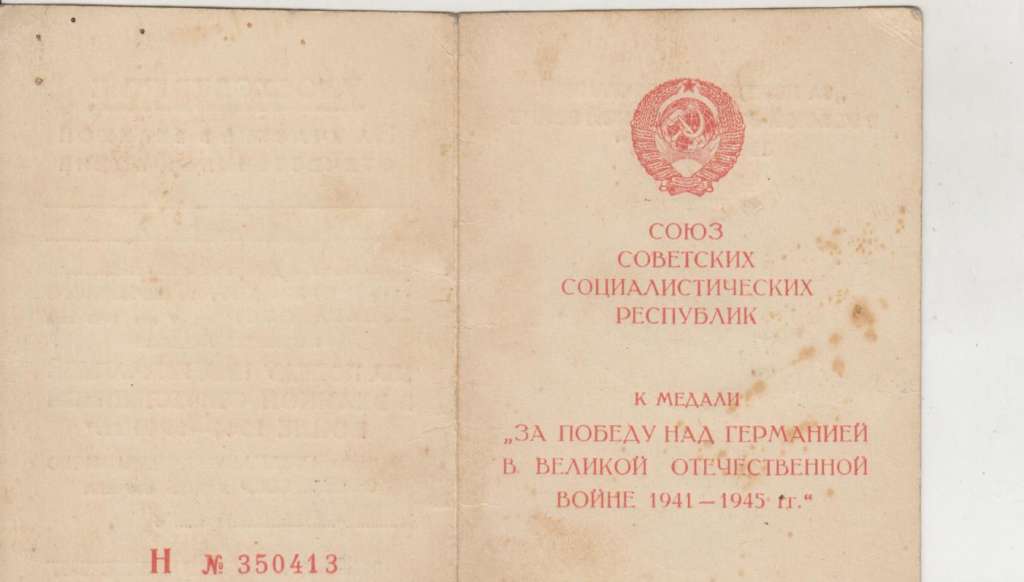 Н № 350413
СОЮЗ
СОВЕТСКИХ
СОЦИАЛИСТИЧЕСКИХ
РЕСПУБЛИК
К МЕДАЛИ
„ЗА ПОБЕДУ НАД ГЕРМАНИЕЙ
В ВЕЛИКОЙ ОТЕЧЕСТВЕННОЙ
ВОЙНЕ 1941—1945 гг.“